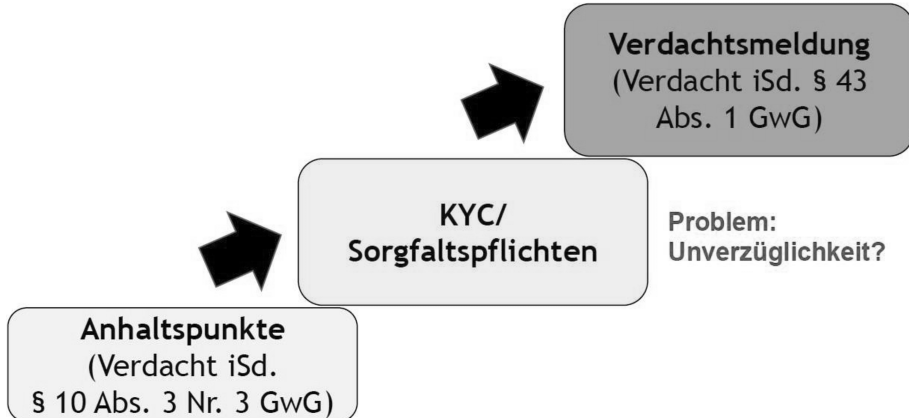 Verdachtsmeldung
(Verdacht iSd. § 43
Abs. 1 GwG)
KYC/
Sorgfaltspflichten
Problem:
Unverzüglichkeit?
Anhaltspunkte
(Verdacht iSd.
§ 10 Abs. 3 Nr. 3 GwG)